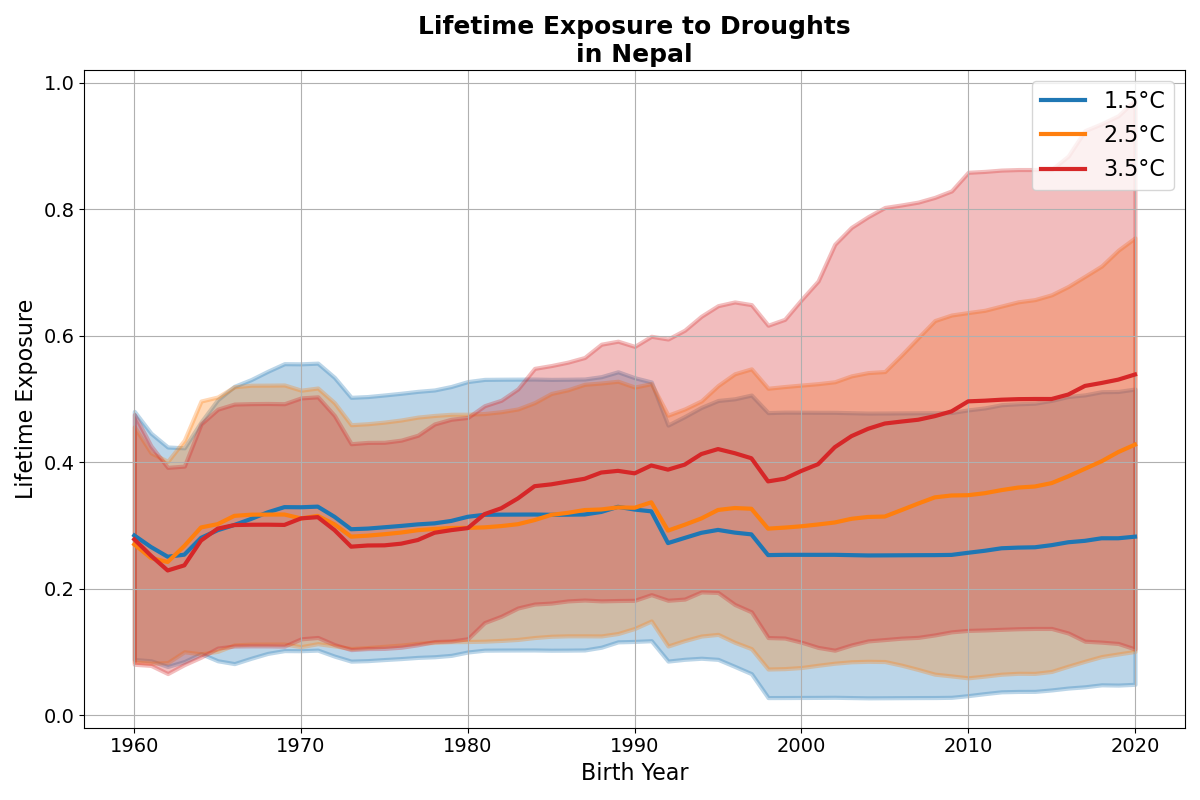 Lifetime Exposure to Droughts
in Nepal
1.0
0.8
0.6
0.4
0.2
0.0
Lifetime Exposure
1.5°C
2.5°C
3.5°C
1960
1970
1980
1990
2000
2010
2020
Birth Year